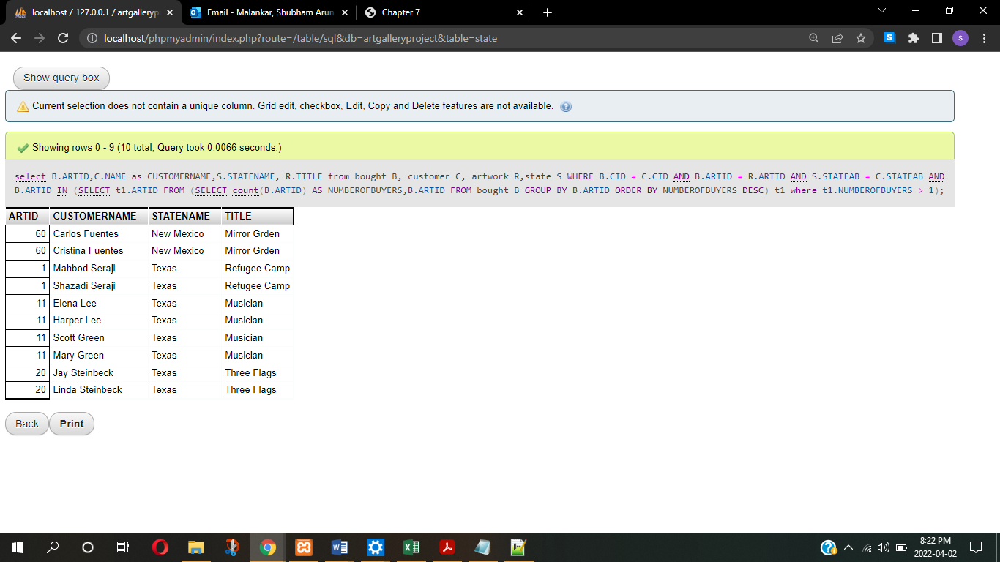 localhost / 127.0.0.1 / artgalleryp
Email - Malankar, Shubham Arun
Chapter 7
localhost/phpmyadmin/index.php?route=/table/sql&db=artgalleryproject&table=state
S
s
Show query box
Current selection does not contain a unique column. Grid edit, checkbox, Edit, Copy and Delete features are not available.
Showing rows 0 - 9 (10 total, Query took 0.0066 seconds.)
select B.ARTID,C.NAME as CUSTOMERNAME,S.STATENAME, R.TITLE from bought B, customer C, artwork R,state S WHERE B.CID = C.CID AND B.ARTID = R.ARTID AND S.STATEAB = C.STATEAB AND
B.ARTID IN (SELECT t1.ARTID FROM (SELECT count(B.ARTID) AS NUMBEROFBUYERS,B.ARTID FROM bought B GROUP BY B.ARTID ORDER BY NUMBEROFBUYERS DESC) t1 where t1.NUMBEROFBUYERS > 1);
ARTID CUSTOMERNAME STATENAME TITLE
60 Carlos Fuentes New Mexico Mirror Grden
60 Cristina Fuentes New Mexico Mirror Grden
1 Mahbod Seraji Texas Refugee Camp
1 Shazadi Seraji Texas Refugee Camp
11 Elena Lee Texas Musician
11 Harper Lee Texas Musician
11 Scott Green Texas Musician
11 Mary Green Texas Musician
20 Jay Steinbeck Texas Three Flags
20 Linda Steinbeck Texas Three Flags
Back Print
8:22 PM
2022-04-02